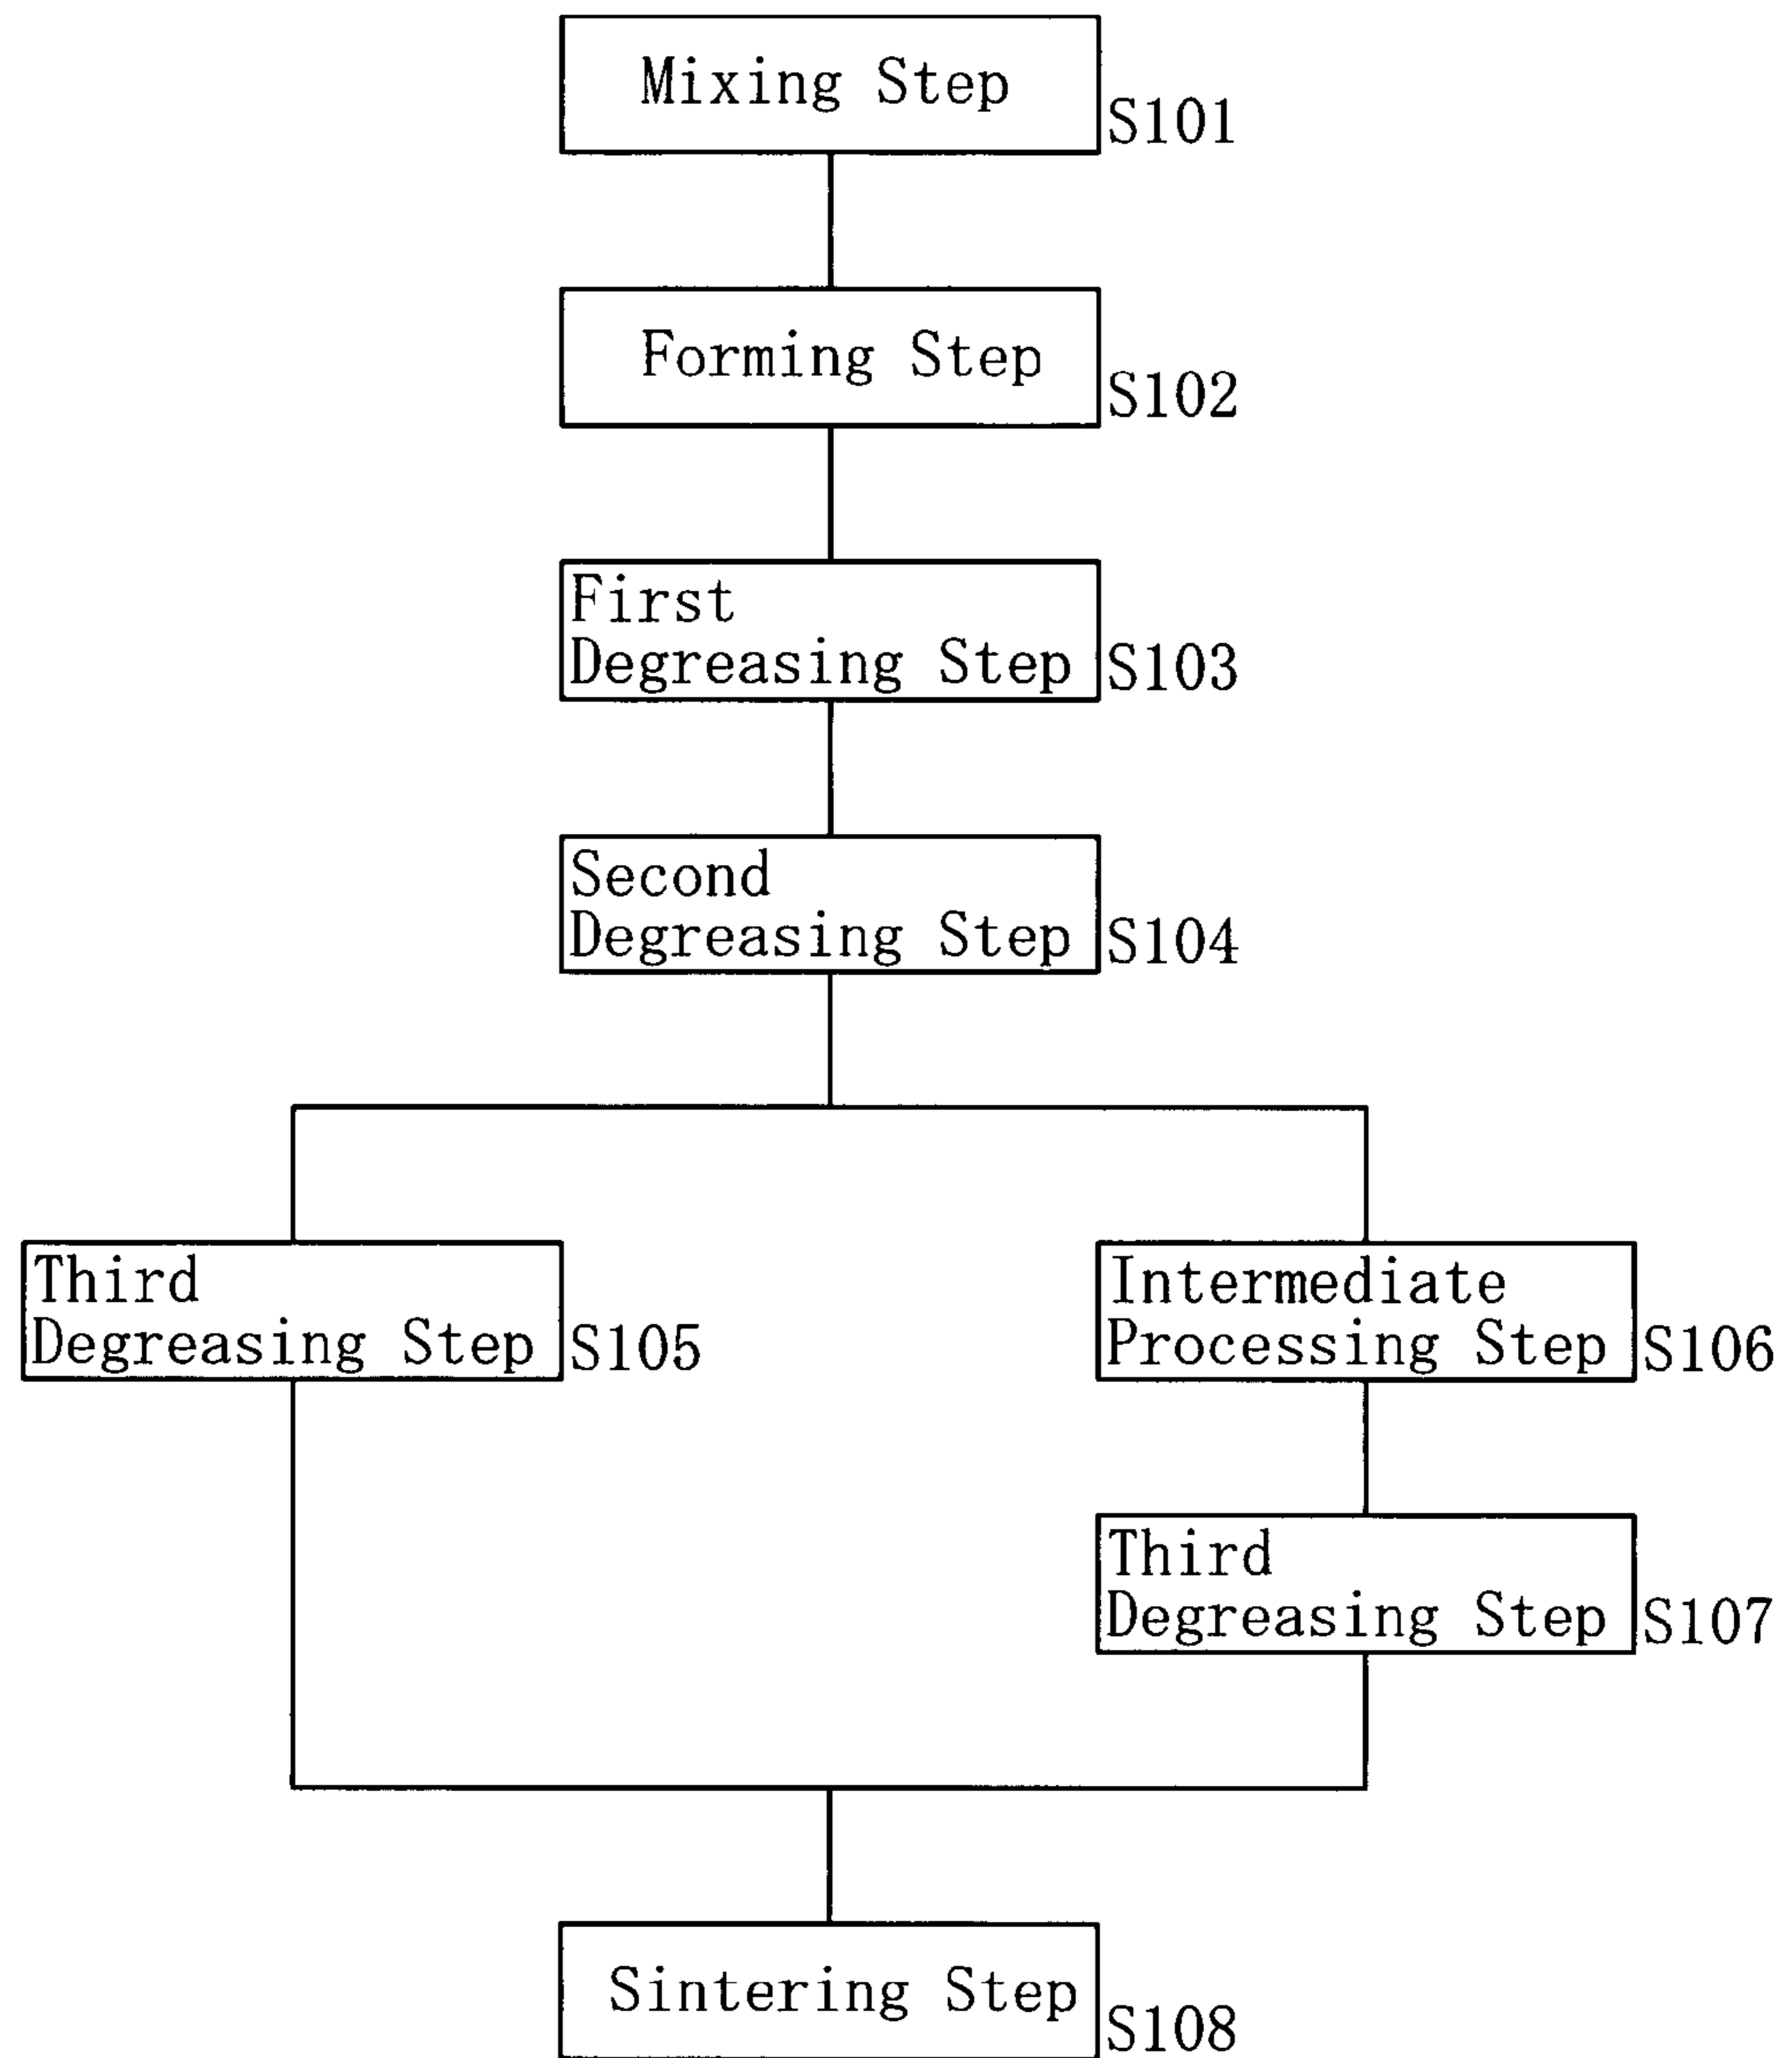 Mixing Step
S101
Forming Step
S102
First
Degreasing Step
S103
Second
Degreasing Step
S104
Third
Degreasing Step
S105
Intermediate
Processing Step
S106
Third
Degreasing Step
S107
Sintering Step
S108